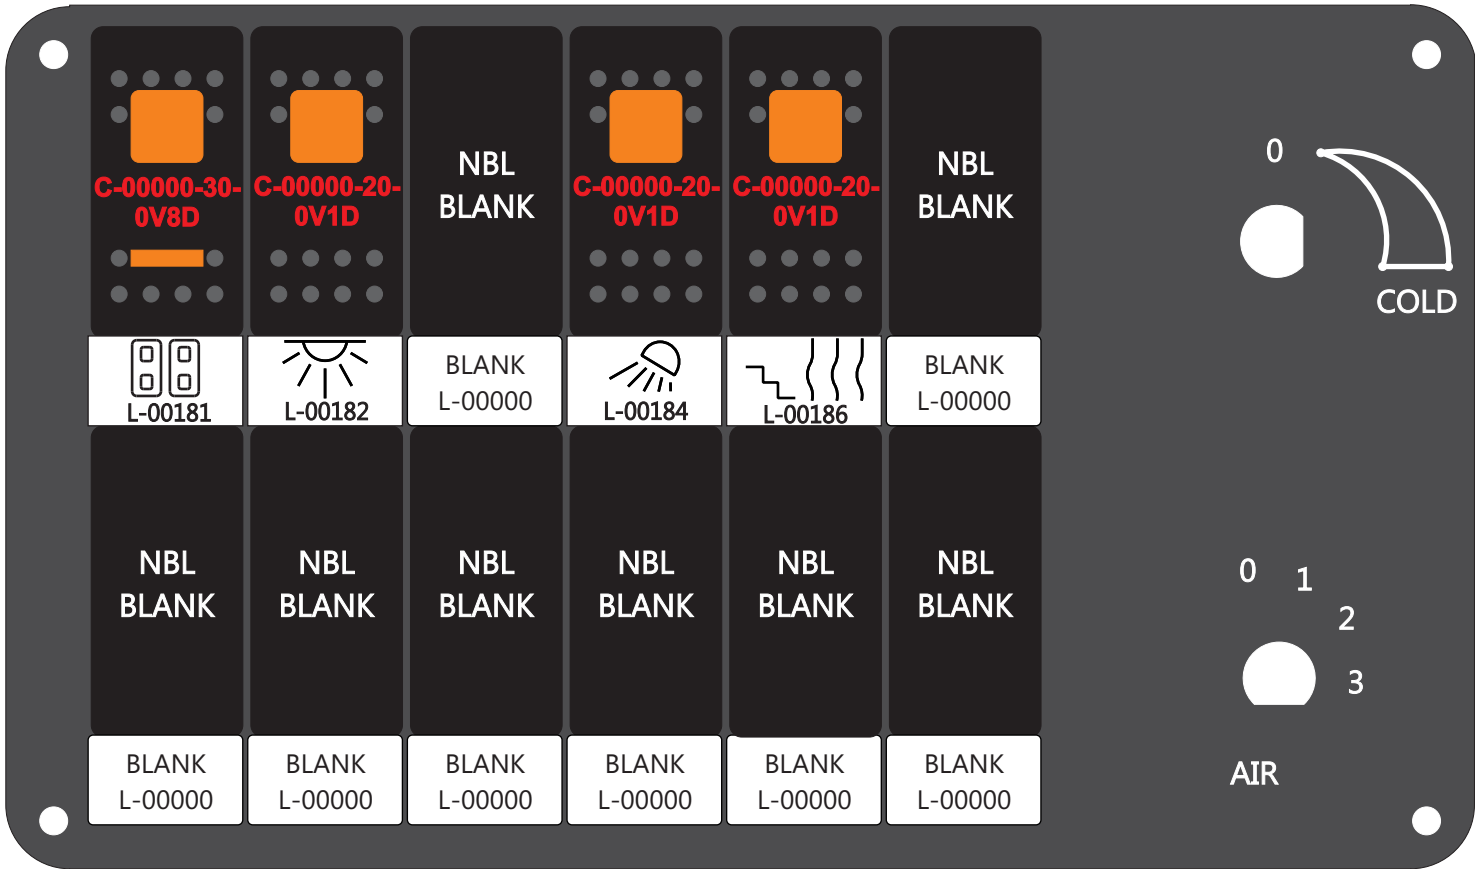 C-00000-30-
0V8D
C-00000-20-
0V1D
NBL
BLANK
C-00000-20-
0V1D
C-00000-20-
0V1D
NBL
BLANK
L-00181
L-00182
BLANK
L-00000
L-00184
L-00186
BLANK
L-00000
NBL
BLANK
NBL
BLANK
NBL
BLANK
NBL
BLANK
NBL
BLANK
NBL
BLANK
BLANK
L-00000
BLANK
L-00000
BLANK
L-00000
BLANK
L-00000
BLANK
L-00000
BLANK
L-00000
0
COLD
0
1
2
3
AIR